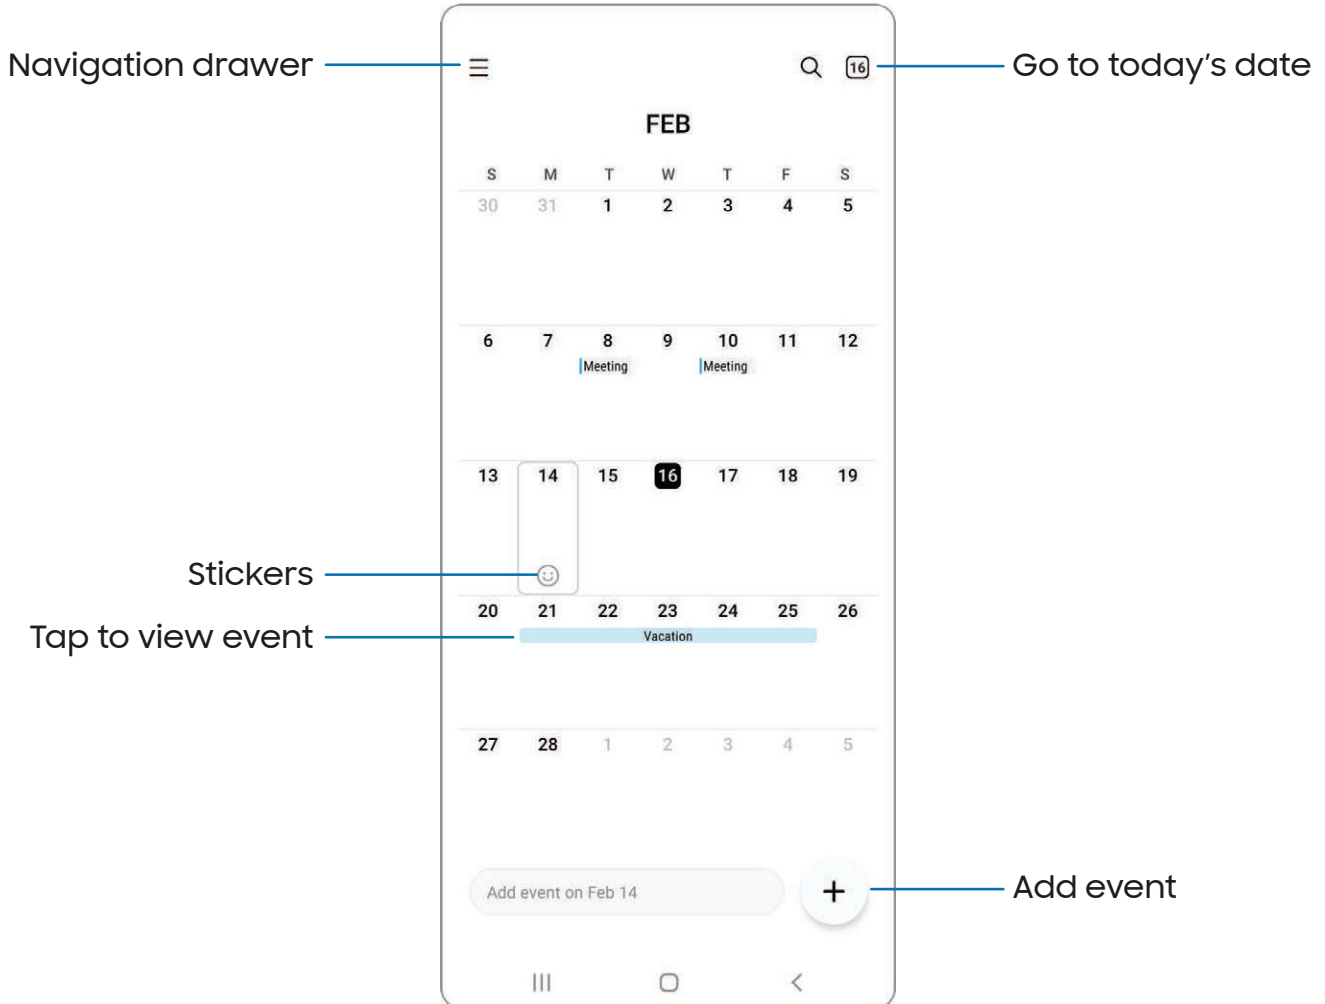 Navigation drawer
16
Go to today's date
FEB
S M T W T F S
30 31 1 2 3 4 5
6 7 8 9 10 11 12
Meeting Meeting
13 14 15 16 17 18 19
Stickers
20 21 22 23 24 25 26
Tap to view event
Vacation
27 28 1 2 3 4 5
Add event on Feb 14
+
Add event